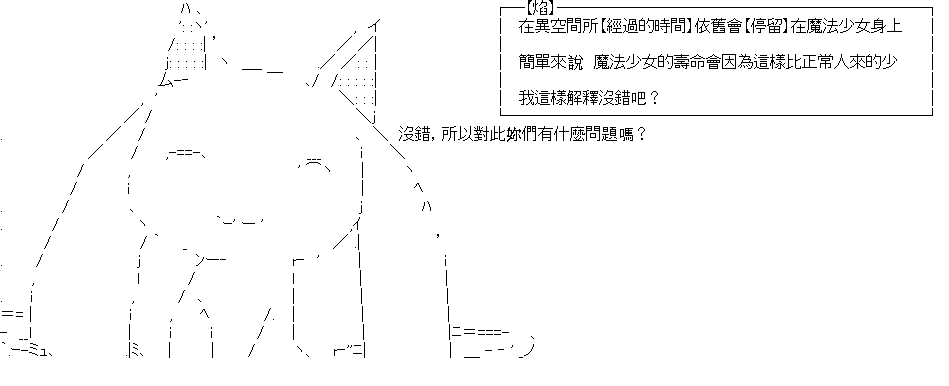 【焰】
在異空間所【經過的時間】依舊會【停留】在魔法少女身上
簡單來說 魔法少女的壽命會因為這樣比正常人來的少
我這樣解釋沒錯吧？
沒錯, 所以對此妳們有什麼問題嗎？